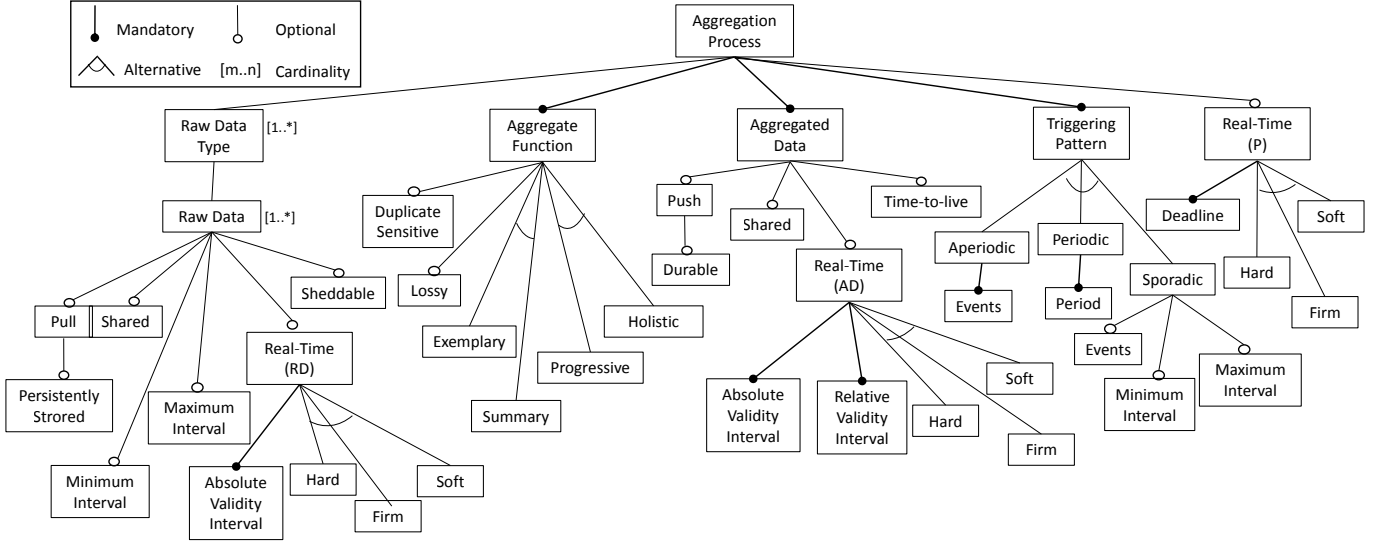 Mandatory
Optional
Alternative
[m..n]
Cardinality
Aggregation
Process
Raw Data
Type
[1..*]
Aggregate
Function
Aggregated
Data
Triggering
Pattern
Real-Time
(P)
Raw Data
[1..*]
Duplicate
Sensitive
Push
Shared
Time-to-live
Deadline
Soft
Aperiodic
Periodic
Sporadic
Hard
Firm
Durable
Real-Time
(AD)
Events
Period
Events
Minimum
Interval
Maximum
Interval
Pull
Shared
Sheddable
Lossy
Exemplary
Holistic
Progressive
Summary
Persistently
Strored
Maximum
Interval
Real-Time
(RD)
Minimum
Interval
Absolute
Validity
Interval
Hard
Firm
Soft
Absolute
Validity
Interval
Relative
Validity
Interval
Hard
Soft
Firm